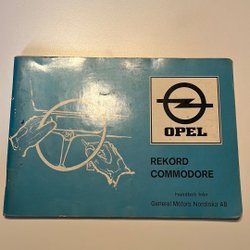 OPEL
REKORD
COMMODORE
Handbok från
General Motors Nordiska AB